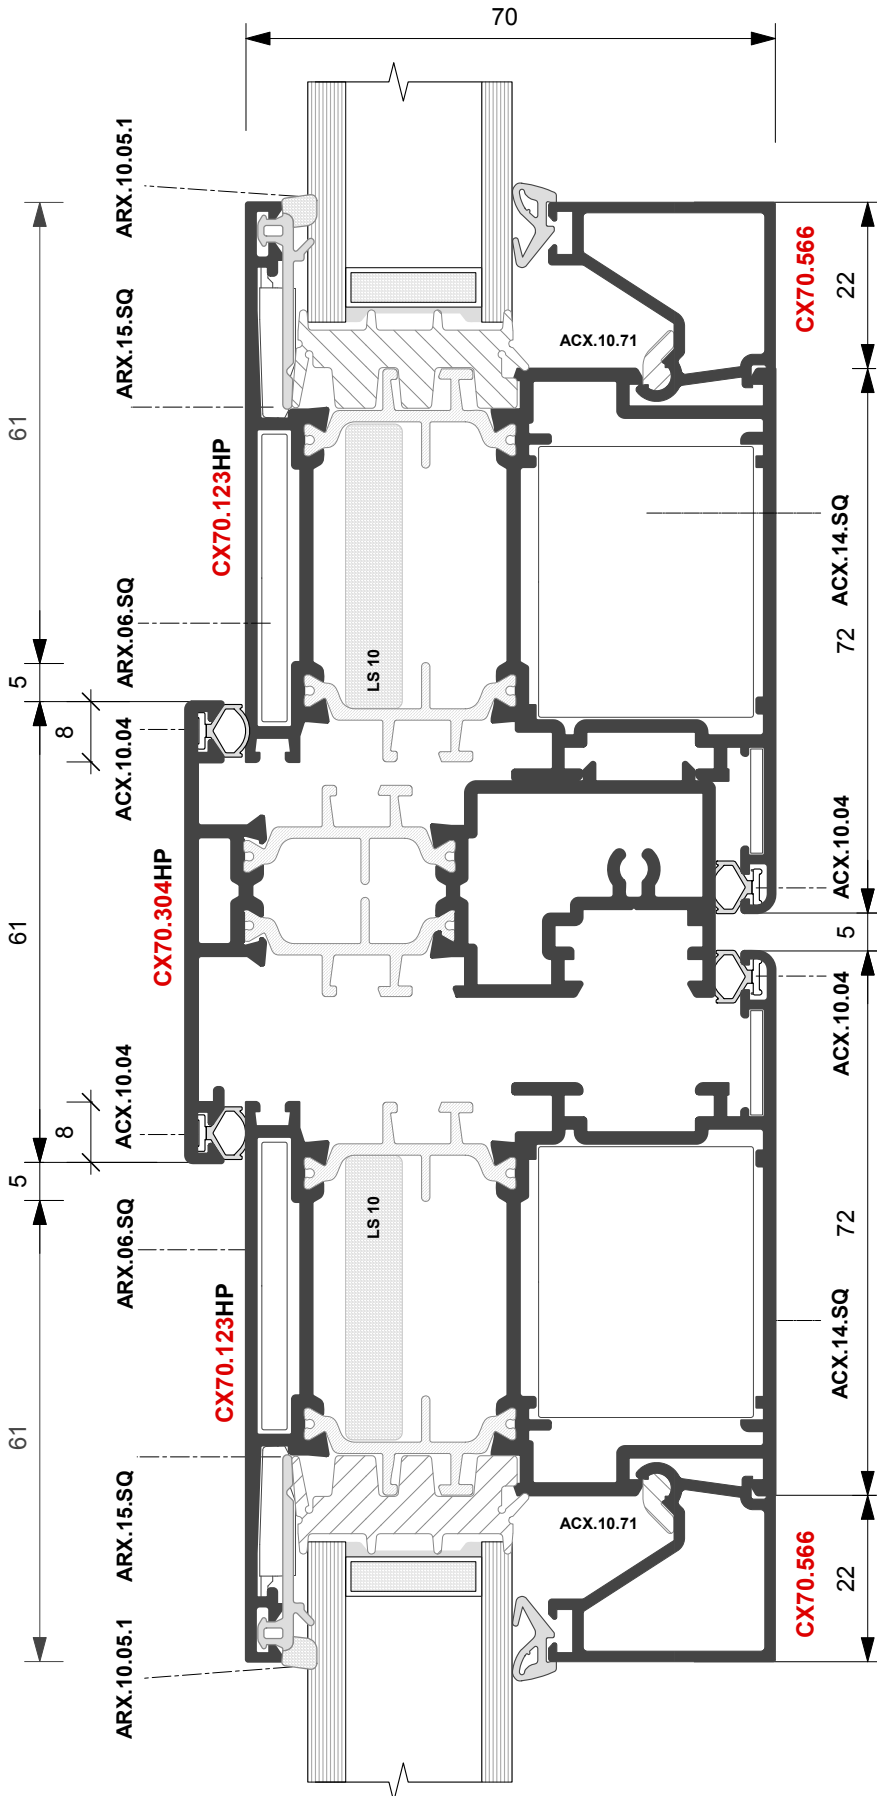 70
ARX.10.05.1
CX70.566
22
ACX.10.71
ARX.15.SQ
61
CX70.123HP
ACX.14.SQ
72
ARX.06.SQ
LS 10
5
8
ACX.10.04
ACX.10.04
CX70.304HP
61
5
ACX.10.04
ACX.10.04
8
5
ARX.06.SQ
LS 10
72
CX70.123HP
ACX.14.SQ
61
ARX.15.SQ
ACX.10.71
CX70.566
22
ARX.10.05.1